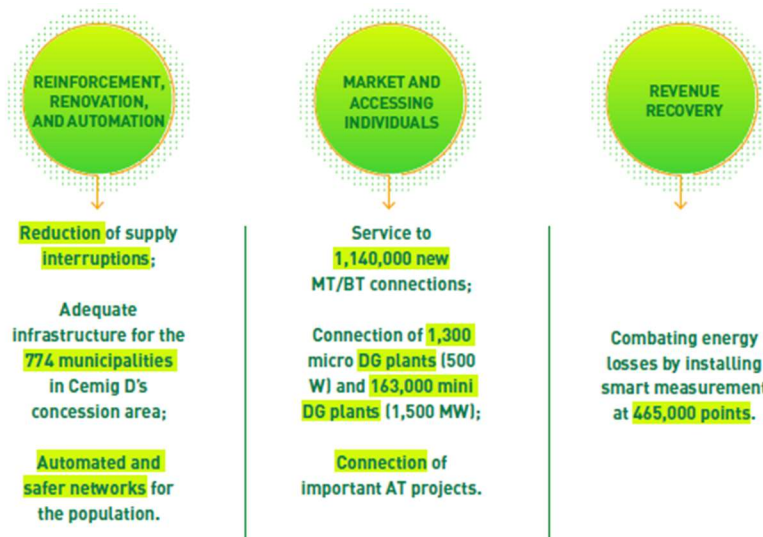 REINFORCEMENT,
RENOVATION,
AND AUTOMATION
Reduction of supply
interruptions;
Adequate
infrastructure for the
774 municipalities
in Cemig D's
concession area;
Automated and
safer networks for
the population.
MARKET AND
ACCESSING
INDIVIDUALS
Service to
1,140,000 new
MT/BT connections;
Connection of 1,300
micro DG plants (500
W) and 163,000 mini
DG plants (1,500 MW);
Connection of
important AT projects.
REVENUE
RECOVERY
Combating energy
losses by installing
smart measurement
at 465,000 points.